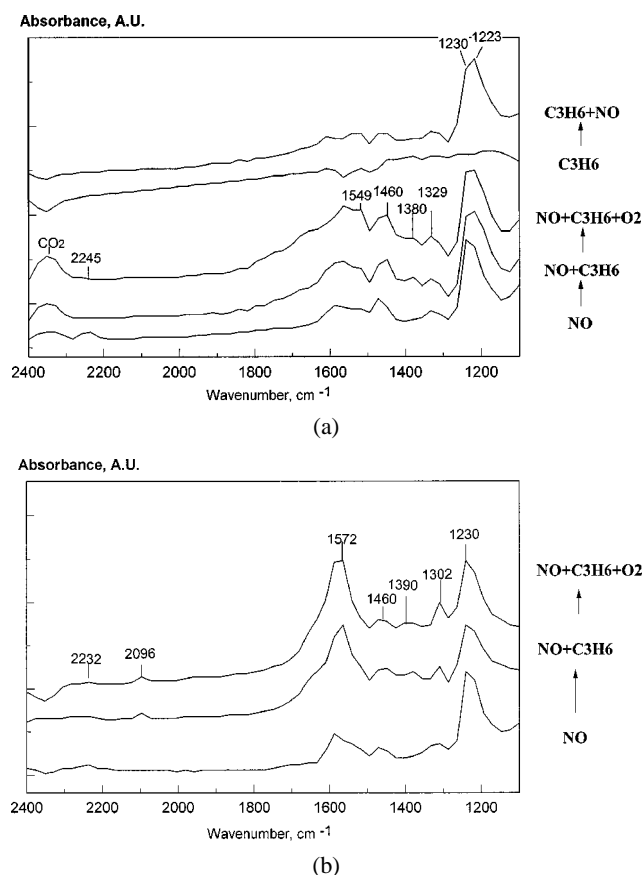 Absorbance, A.U.
1230 1223
C3H6+NO
C3H6
1549 1460 1380 1329
NO+C3H6+O2
CO2
2245
NO+C3H6
NO
2400 2200 2000 1800 1600 1400 1200
Wavenumber, cm -1
(a)
Absorbance, A.U.
1572
1230
NO+C3H6+O2
1460 1390 1302
2232 2096
NO+C3H6
NO
2400 2200 2000 1800 1600 1400 1200
Wavenumber, cm -1
(b)